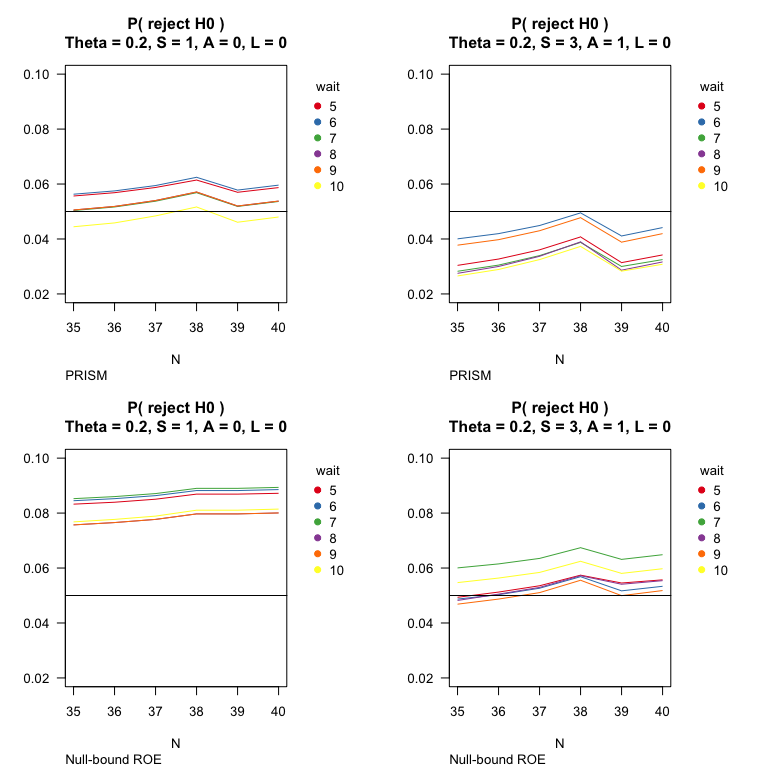 P( reject H0 )
Theta = 0.2, S = 1, A = 0, L = 0
0.10
0.08
0.06
0.04
0.02
35 36 37 38 39 40
N
PRISM
wait
5
6
7
8
9
10
P( reject H0 )
Theta = 0.2, S = 3, A = 1, L = 0
0.10
0.08
0.06
0.04
0.02
35 36 37 38 39 40
N
PRISM
wait
5
6
7
8
9
10
P( reject H0 )
Theta = 0.2, S = 1, A = 0, L = 0
0.10
0.08
0.06
0.04
0.02
35 36 37 38 39 40
N
Null-bound ROE
wait
5
6
7
8
9
10
P( reject H0 )
Theta = 0.2, S = 3, A = 1, L = 0
0.10
0.08
0.06
0.04
0.02
35 36 37 38 39 40
N
Null-bound ROE
wait
5
6
7
8
9
10